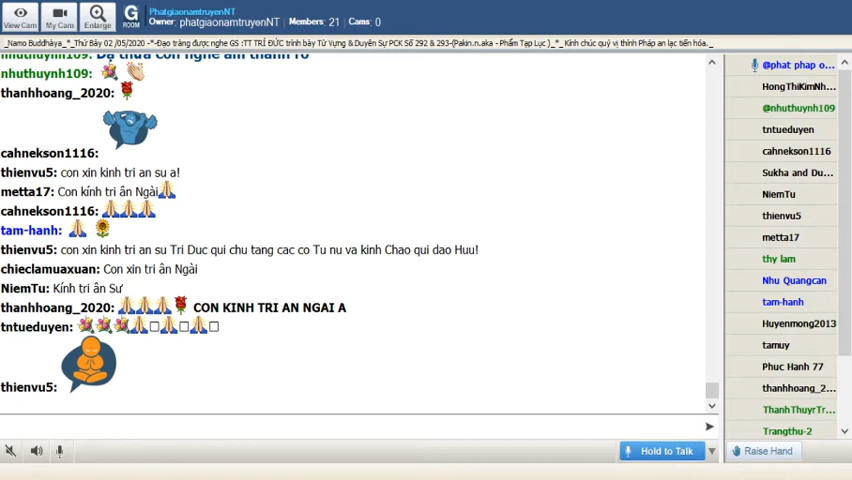 View Cam
My Cam
Enlarge
G
ROOM
PhatgiaonamtruyenNT
Owner: phatgiaonamtruyenNT Members: 21 Cams: 0
_Namo Buddhàya_*_Thứ Bảy 02 /05/2020 -*-Đạo tràng được nghe GS :TT TRÍ ĐỨC trình bày Từ Vựng & Duyên Sự PCK Số 292 & 293-(Pakin.n.aka - Phẩm Tạp Lục )_*_ Kính chúc quý vị thính Pháp an lạc tiến hóa._
nhuthuynh109: Dạ thưa Con nghe âm thanh rõ
nhuthuynh109:
thanhhoang_2020:
cahnekson1116:
thienvu5: con xin kinh tri an su a!
metta17: Con kính tri ân Ngài
cahnekson1116:
tam-hanh:
thienvu5: con xin kinh tri an su Tri Duc qui chu tang cac co Tu nu va kinh Chao qui dao Huu!
chieclamuaxuan: Con xin tri ân Ngài
NiemTu: Kính tri ân Sư
thanhhoang_2020: CON KINH TRI AN NGAI A
tntueduyen:
thienvu5:
@phat phap o...
HongThiKimNh...
@nhuthuynh109
tntueduyen
cahnekson1116
Sukha and Du...
NiemTu
thienvu5
metta17
thy lam
Nhu Quangcan
tam-hanh
Huyenmong2013
tamuy
Phuc Hanh 77
thanhhoang_2...
ThanhThuyrTr...
Trangthu-2
Hold to Talk
Raise Hand